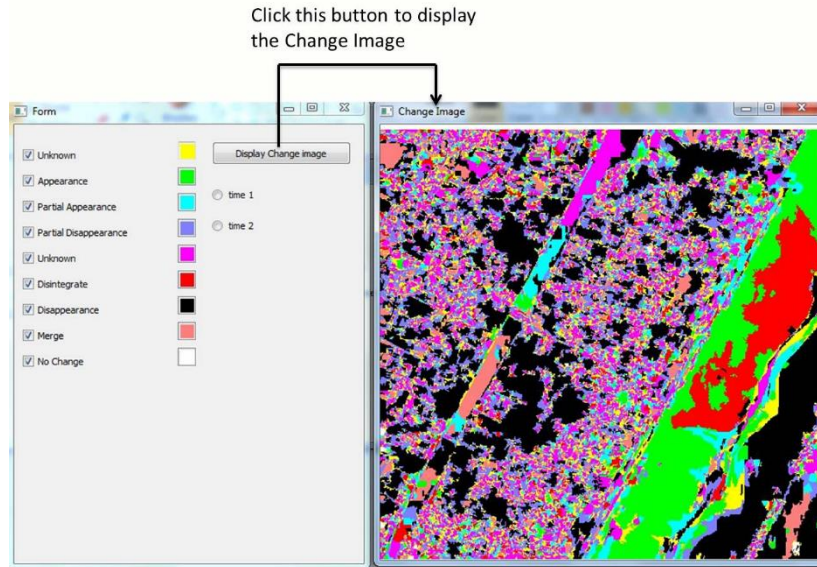 Click this button to display
the Change Image
Form
Change Image
Unknown
Display Change image
Appearance
time 1
Partial Appearance
Partial Disappearance
time 2
Unknown
Disintegrate
Disappearance
Merge
No Change